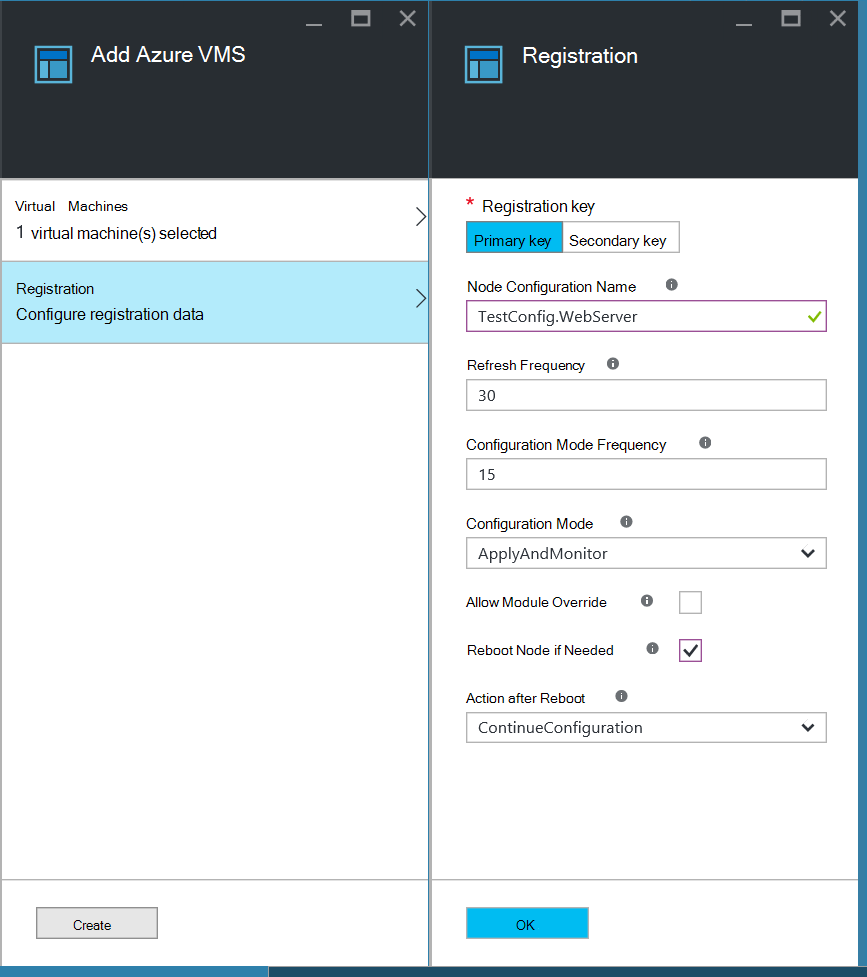 Add Azure VMS
Virtual Machines
1 virtual machine(s) selected
Registration
Configure registration data
Create
Registration
* Registration key
Primary key Secondary key
Node Configuration Name
TestConfig.WebServer
Refresh Frequency
30
Configuration Mode Frequency
15
Configuration Mode
ApplyAndMonitor
Allow Module Override
Reboot Node if Needed
Action after Reboot
ContinueConfiguration
OK